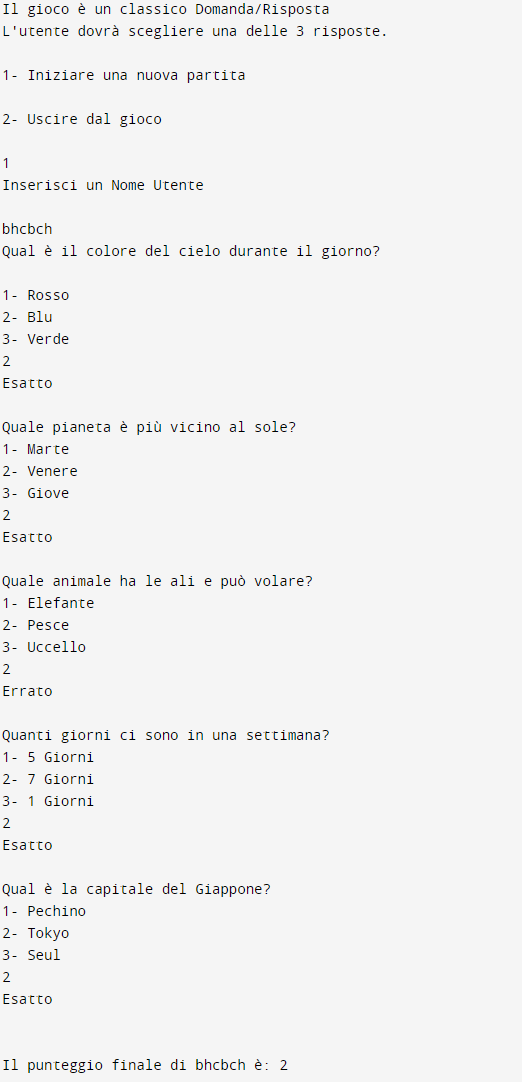 Il gioco è un classico Domanda/Risposta
L'utente dovrà scegliere una delle 3 risposte.
1- Iniziare una nuova partita
2- Uscire dal gioco
1
Inserisci un Nome Utente
bhcbch
Qual è il colore del cielo durante il giorno?
1- Rosso
2- Blu
3- Verde
2
Esatto
Quale pianeta è più vicino al sole?
1- Marte
2- Venere
3- Giove
2
Esatto
Quale animale ha le ali e può volare?
1- Elefante
2- Pesce
3- Uccello
2
Errato
Quanti giorni ci sono in una settimana?
1- 5 Giorni
2- 7 Giorni
3- 1 Giorni
2
Esatto
Qual è la capitale del Giappone?
1- Pechino
2- Tokyo
3- Seul
2
Esatto
Il punteggio finale di bhcbch è: 2